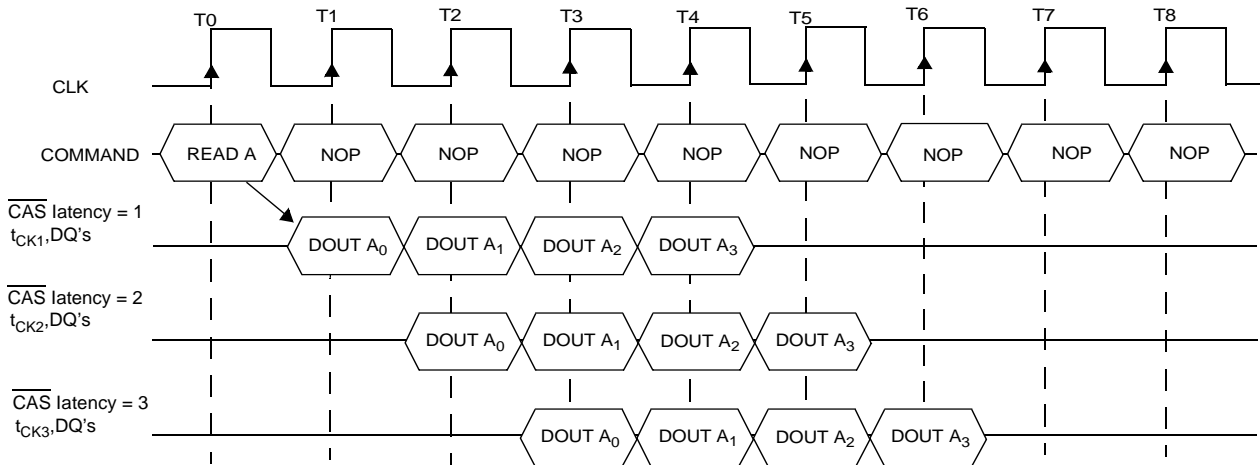 T0 T1 T2 T3 T4 T5 T6 T7 T8
CLK
COMMAND READ A NOP NOP NOP NOP NOP NOP NOP NOP
CAS latency = 1
tCK1,DQ's DOUT A0 DOUT A1 DOUT A2 DOUT A3
CAS latency = 2
tCK2,DQ's DOUT A0 DOUT A1 DOUT A2 DOUT A3
CAS latency = 3
tCK3,DQ's DOUT A0 DOUT A1 DOUT A2 DOUT A3